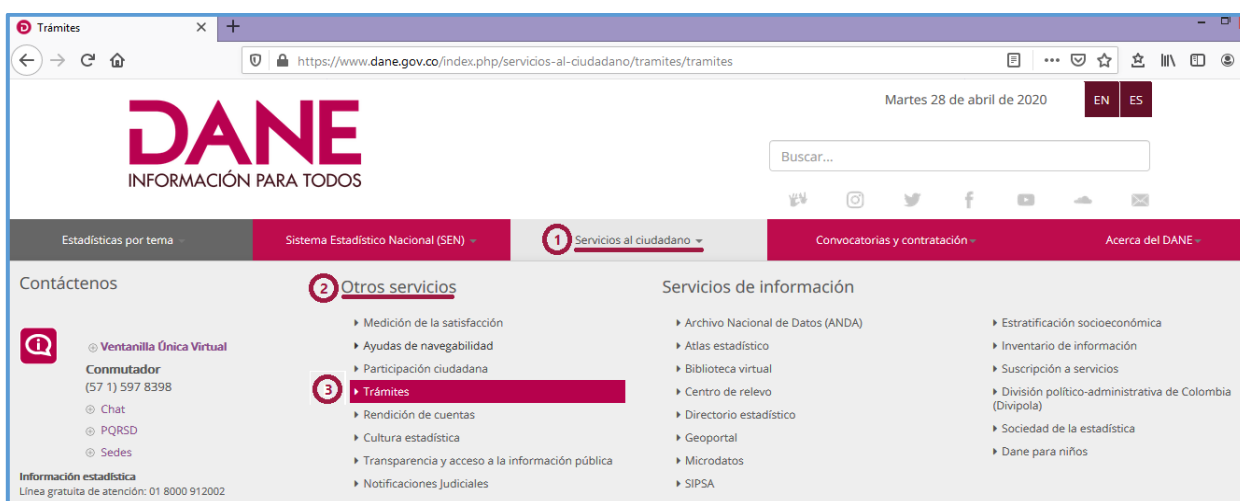 Trámites
https://www.dane.gov.co/index.php/servicios-al-ciudadano/tramites/tramites
Martes 28 de abril de 2020
EN ES
DANE
INFORMACIÓN PARA TODOS
Buscar...
Estadísticas por tema
Sistema Estadístico Nacional (SEN)
1 Servicios al ciudadano
Convocatorias y contratación
Acerca del DANE
Contáctenos
Ventanilla Única Virtual
Conmutador
(57 1) 597 8398
Chat
PQRSD
Sedes
Información estadística
Línea gratuita de atención: 01 8000 912002
2 Otros servicios
Medición de la satisfacción
Ayudas de navegabilidad
Participación ciudadana
3 Trámites
Rendición de cuentas
Cultura estadística
Transparencia y acceso a la información pública
Notificaciones Judiciales
Servicios de información
Archivo Nacional de Datos (ANDA)
Atlas estadístico
Biblioteca virtual
Centro de relevo
Directorio estadístico
Geoportal
Microdatos
SIPSA
Estratificación socioeconómica
Inventario de información
Suscripción a servicios
División político-administrativa de Colombia
(Divipola)
Sociedad de la estadística
Dane para niños